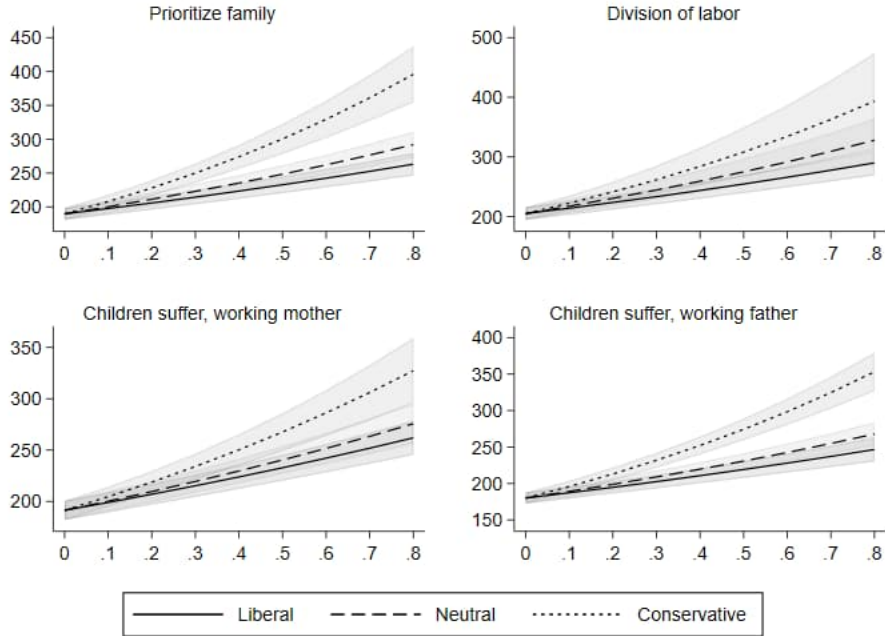 Prioritize family
450
400
350
300
250
200
0 .1 .2 .3 .4 .5 .6 .7 .8
Division of labor
500
400
300
200
0 .1 .2 .3 .4 .5 .6 .7 .8
Children suffer, working mother
350
300
250
200
0 .1 .2 .3 .4 .5 .6 .7 .8
Children suffer, working father
400
350
300
250
200
150
0 .1 .2 .3 .4 .5 .6 .7 .8
Liberal Neutral Conservative